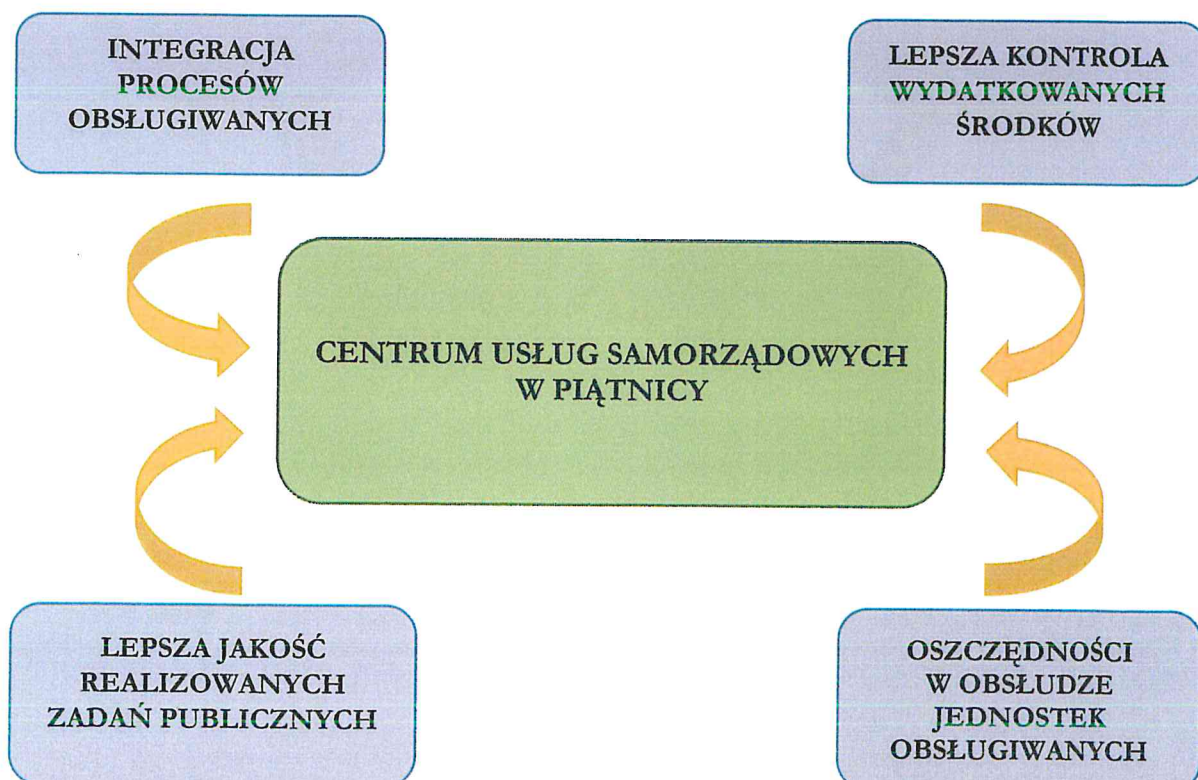 INTEGRACJA
PROCESÓW
OBSŁUGIWANYCH
LEPSZA KONTROLA
WYDATKOWANYCH
ŚRODKÓW
CENTRUM USŁUG SAMORZĄDOWYCH
W PIĄTNICY
LEPSZA JAKOŚĆ
REALIZOWANYCH
ZADAŃ PUBLICZNYCH
OSZCZĘDNOŚCI
W OBSŁUDZE
JEDNOSTEK
OBSŁUGIWANYCH